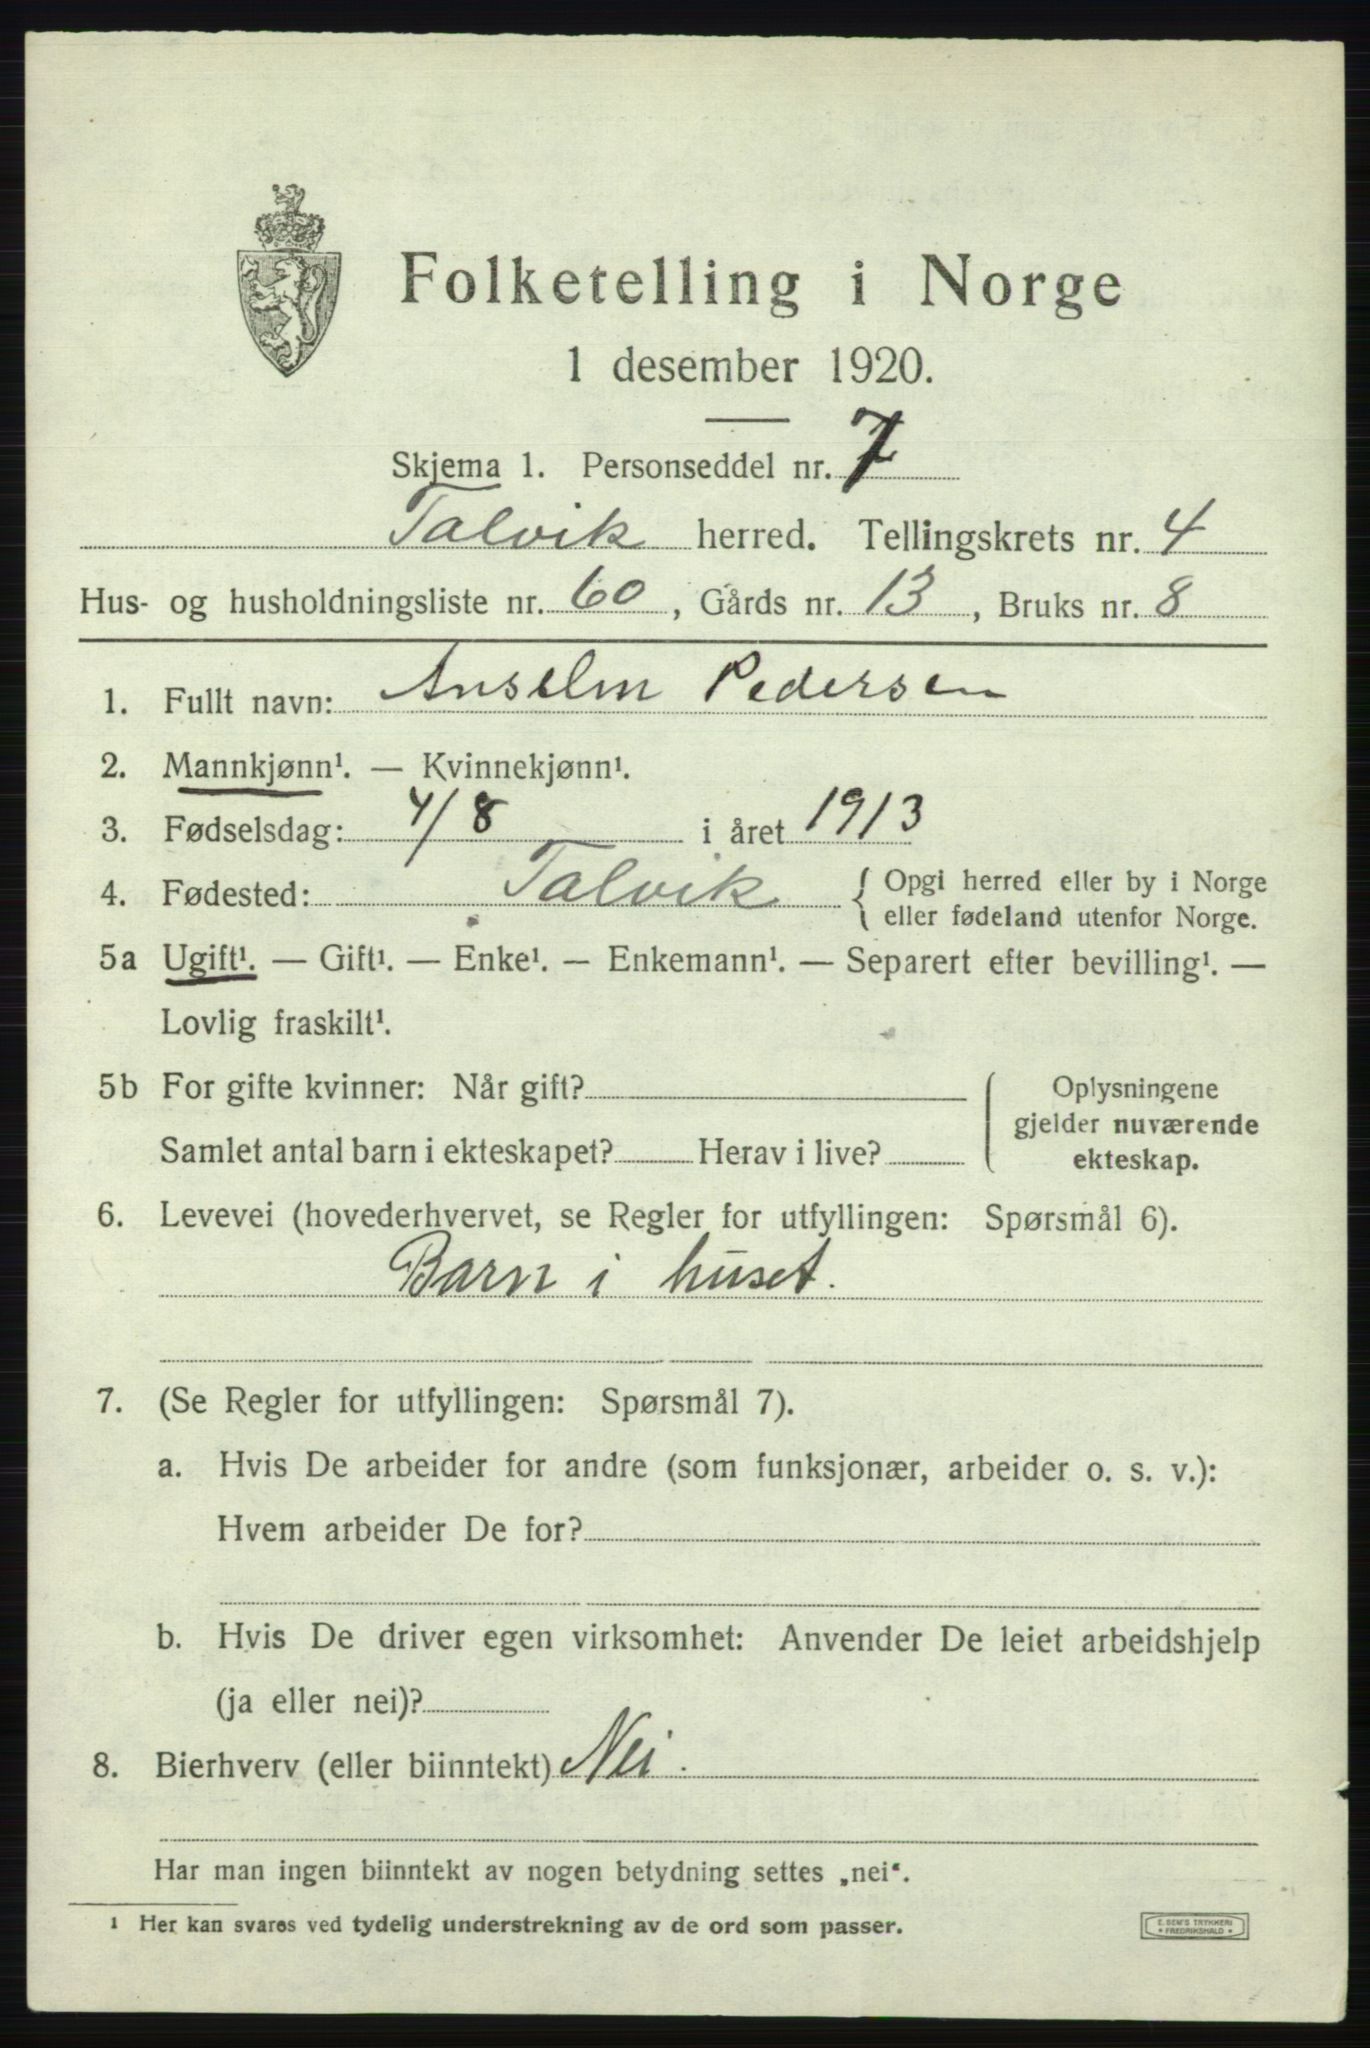 Folketelling i Norge
1 desember 1920.
Skjema 1. Personseddel nr. 7
Talvik herred. Tellingskrets nr. 4
Hus- og husholdningsliste nr. 60, Gårds nr. 13, Bruks nr. 8
1. Fullt navn: Anselm Pedersen
2. Mannkjønn¹. — Kvinnekjønn¹.
3. Fødselsdag: 4/8 i året 1913
4. Fødested: Talvik { Opgi herred eller by i Norge
eller fødeland utenfor Norge.
5a Ugift¹. — Gift¹. — Enke¹. — Enkemann¹. — Separert efter bevilling¹. —
Lovlig fraskilt¹.
5b For gifte kvinner: Når gift?
Samlet antal barn i ekteskapet? Herav i live?
Oplysningene
gjelder nuværende
ekteskap.
6. Levevei (hovederhvervet, se Regler for utfyllingen: Spørsmål 6).
Barn i huset.
7. (Se Regler for utfyllingen: Spørsmål 7).
a. Hvis De arbeider for andre (som funksjonær, arbeider o. s. v.):
Hvem arbeider De for?
b. Hvis De driver egen virksomhet: Anvender De leiet arbeidshjelp
(ja eller nei)?
8. Bierhverv (eller biinntekt) Nei.
Har man ingen biinntekt av nogen betydning settes „nei“.
1 Her kan svares ved tydelig understrekning av de ord som passer.
E. SEM'S TRYKKERI
• FREDRIKSHALD •